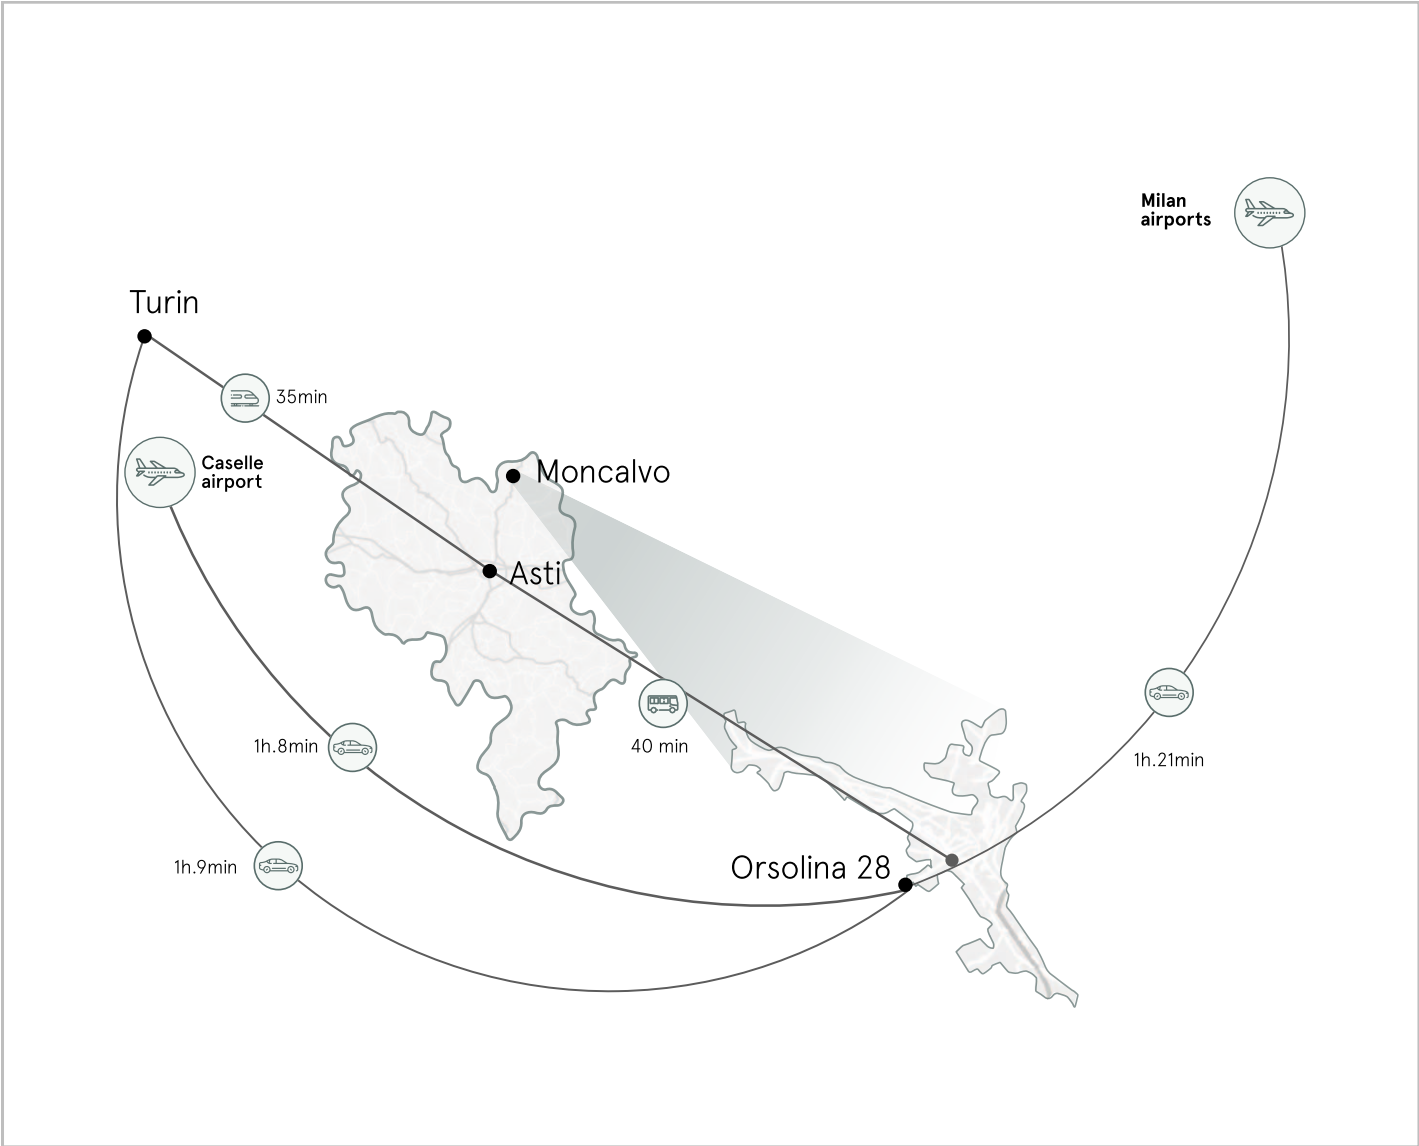 Milan
airports
Turin
35min
Caselle
airport
Moncalvo
Asti
40 min
1h.8min
1h.21min
1h.9min
Orsolina 28